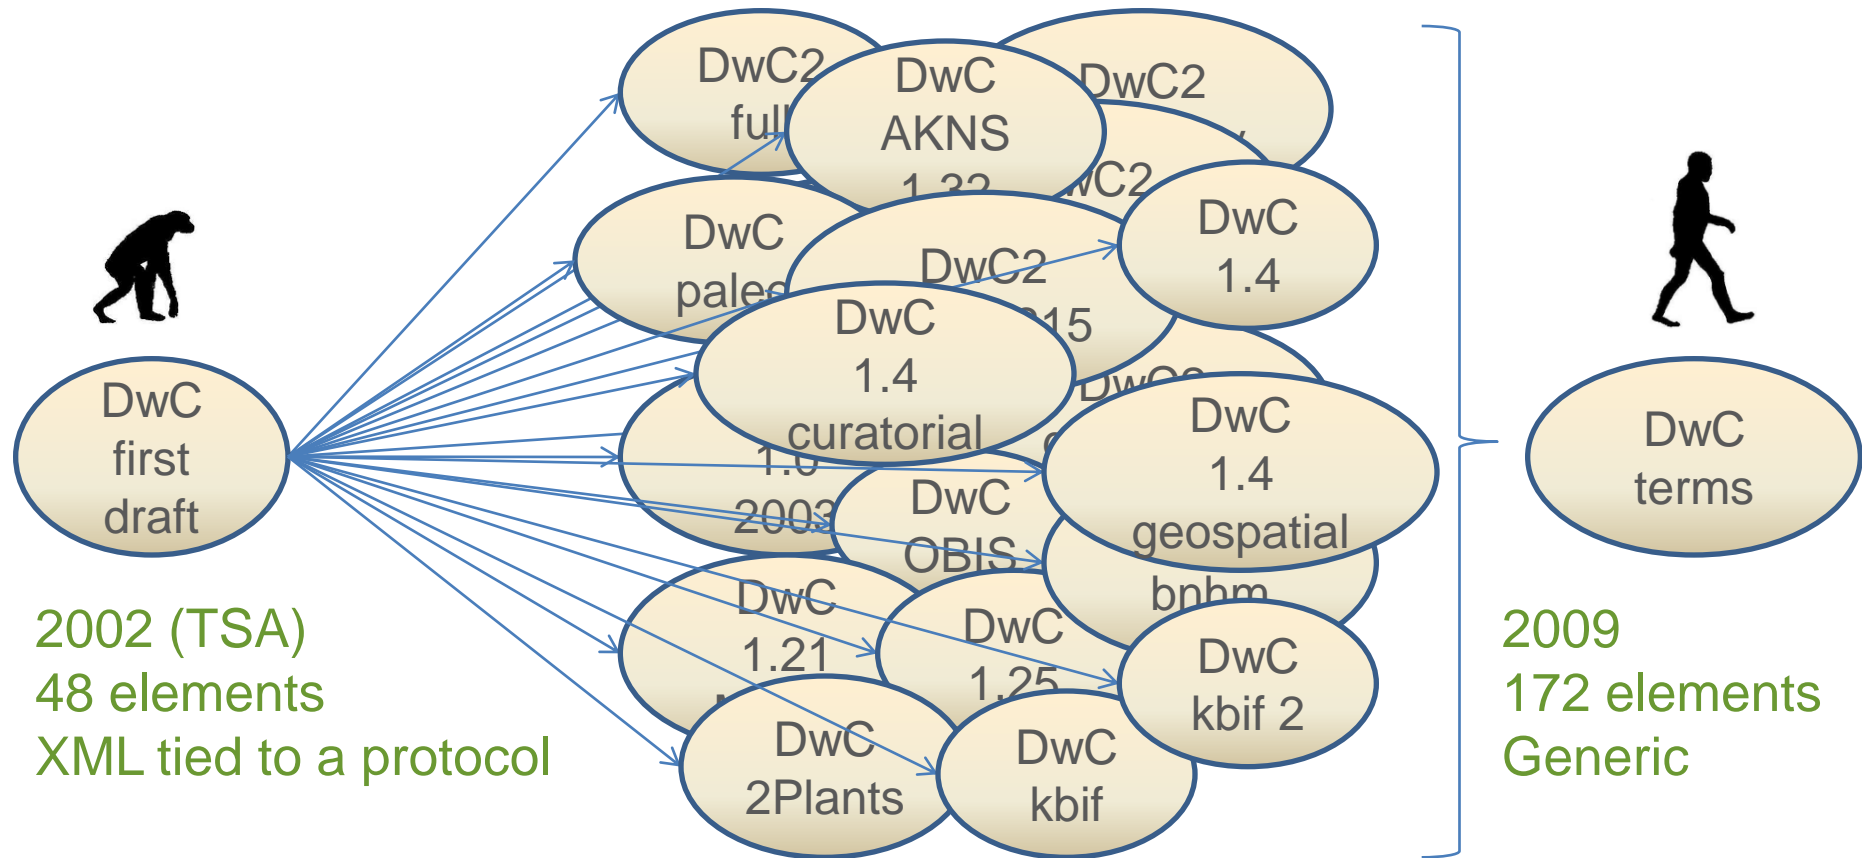 DwC
first
draft
2002 (TSA)
48 elements
XML tied to a protocol
DwC2
full
DwC
AKNS
1.32
DwC2
DwC
DwC2
DwC
1.4
DwC
1.4
curatorial
DwC
1.4
geospatial
2003
DwC
OBIS
bnhm
DwC
1.21
DwC
1.25
DwC
kbif 2
DwC
2Plants
DwC
kbif
DwC
terms
2009
172 elements
Generic